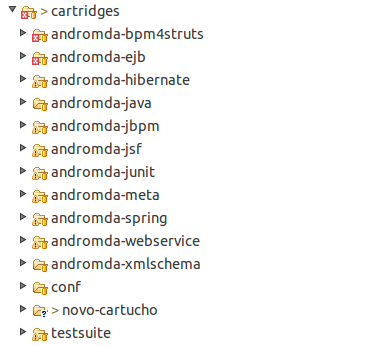 > cartridges
andromda-bpm4struts
andromda-ejb
andromda-hibernate
andromda-java
andromda-jbpm
andromda-jsf
andromda-junit
andromda-meta
andromda-spring
andromda-webservice
andromda-xmlschema
conf
> novo-cartucho
testsuite